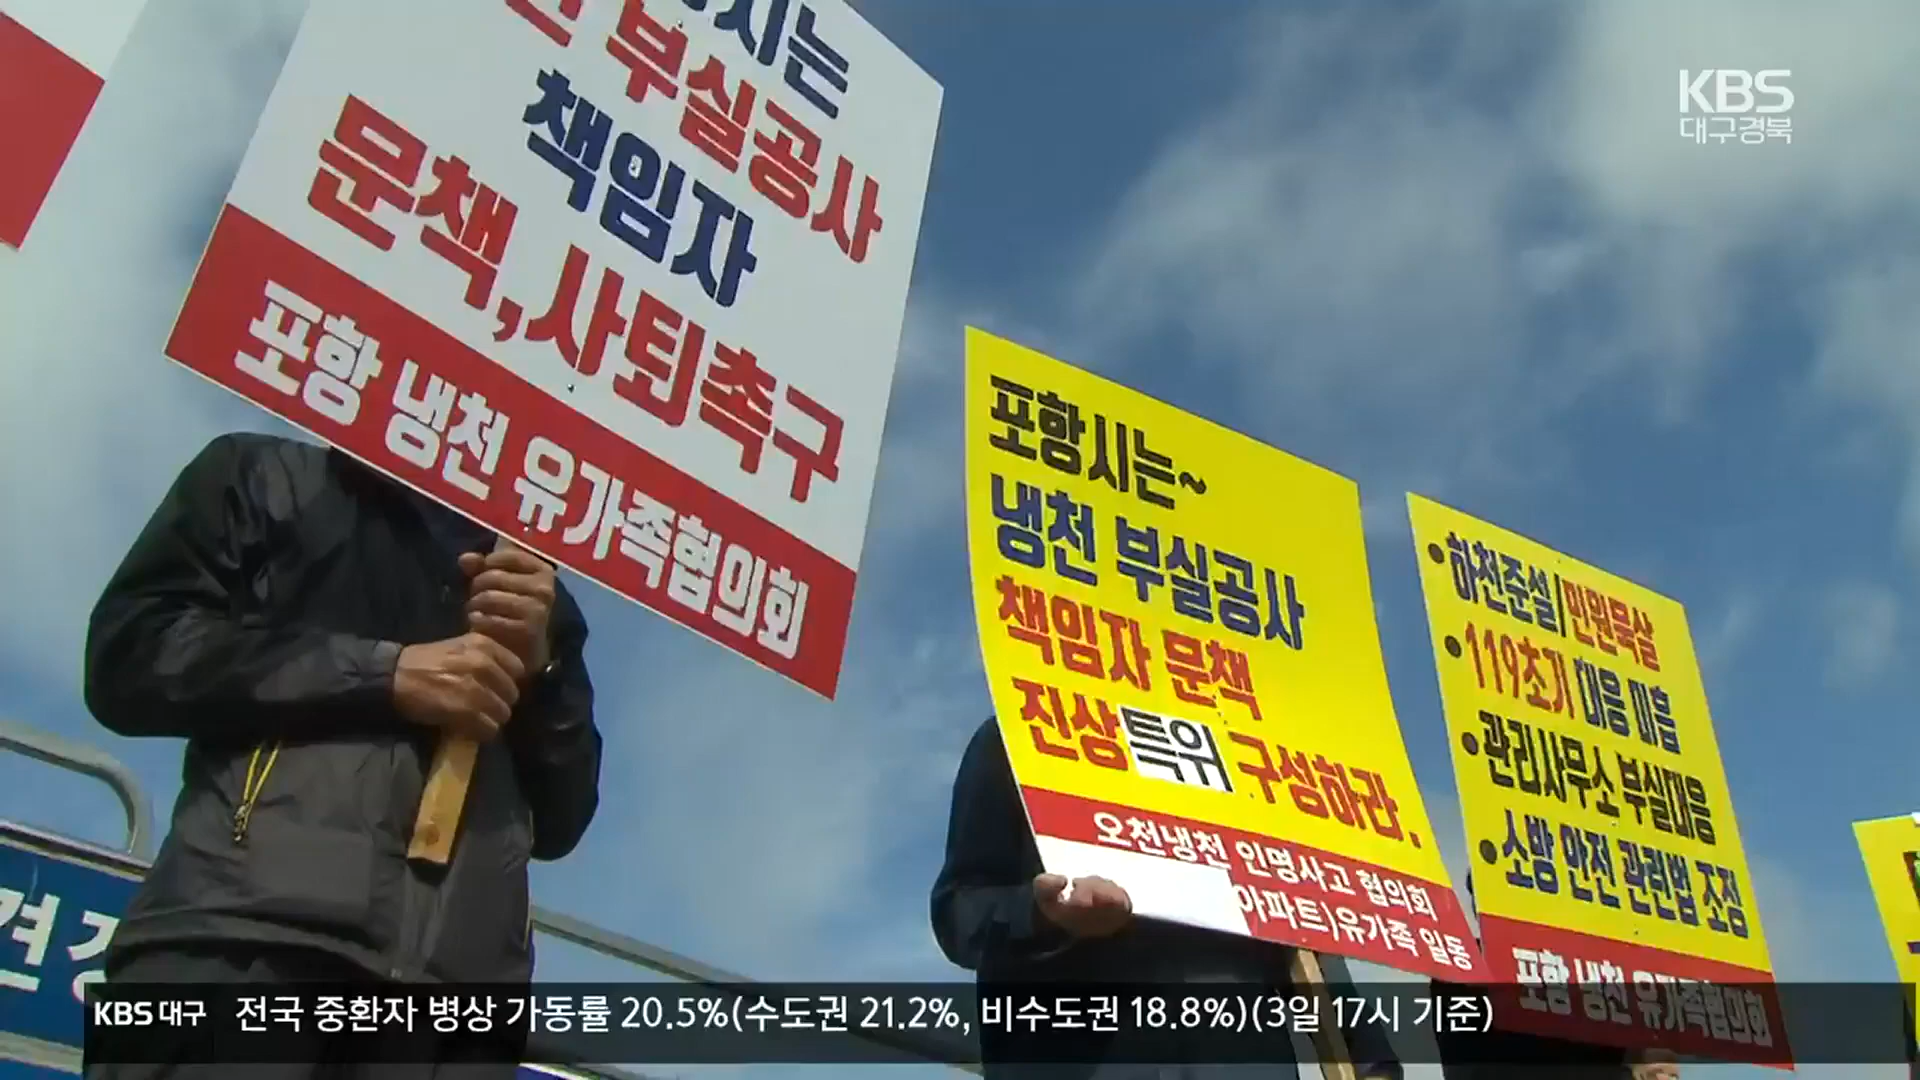 KBS
대구경북
시는
부실공사
책임자
문책,사퇴촉구
포항 냉천 유가족협의회
포항시는~
냉천 부실공사
책임자 문책
진상특위 구성하라.
오천냉천 인명사고 협의회
아파트)유가족 일동
•하천준설/민원묵살
•119초기 대응 미흡
•관리사무소 부실대응
•소방 안전 관련법 조정
포항 냉천 유가족협의회
견
KBS 대구 전국 중환자 병상 가동률 20.5%(수도권 21.2%, 비수도권 18.8%)(3일 17시 기준)